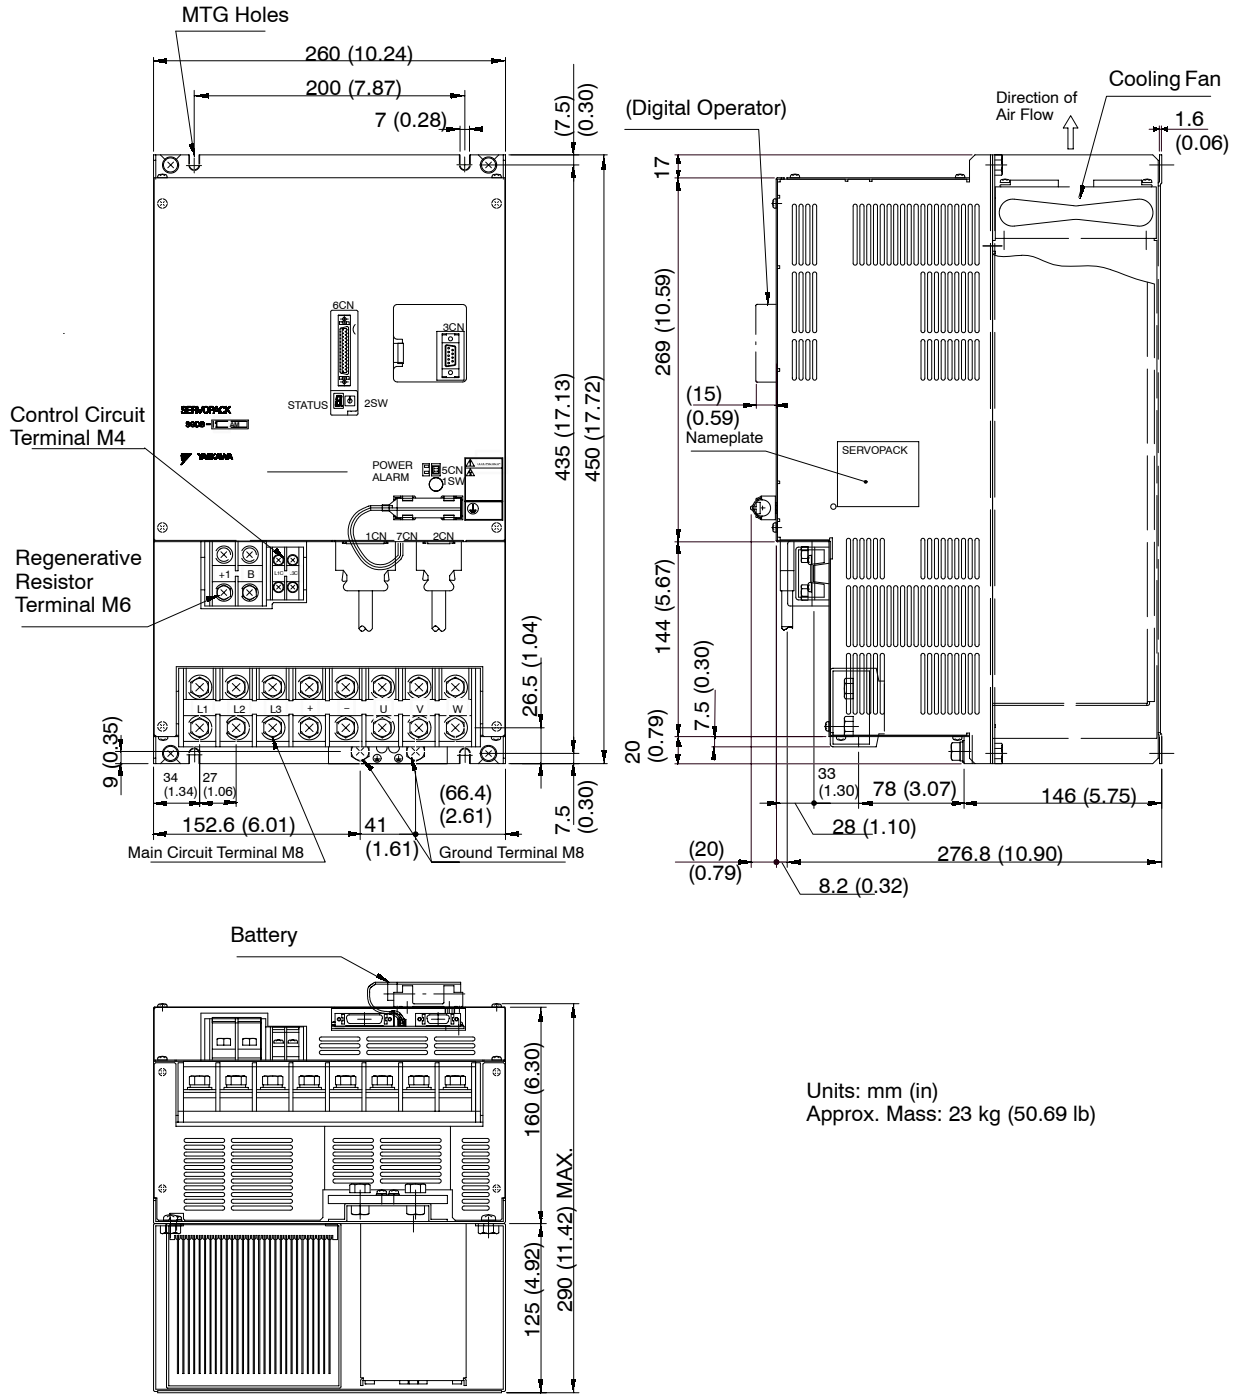 MTG Holes
260 (10.24)
200 (7.87)
7 (0.28)
(7.5)
(0.30)
435 (17.13)
450 (17.72)
6CN
3CN
STATUS
2SW
SERVOPACK
SGDB-
YASKAWA
Control Circuit
Terminal M4
POWER
ALARM
5CN
1SW
1CN
7CN
2CN
Regenerative
Resistor
Terminal M6
+1
B
L1
L2
L3
+
−
U
V
W
26.5 (1.04)
9 (0.35)
34
(1.34)
27
(1.06)
152.6 (6.01)
41
(1.61)
(66.4)
(2.61)
7.5
(0.30)
Main Circuit Terminal M8
Ground Terminal M8
(Digital Operator)
Direction of
Air Flow
Cooling Fan
1.6
(0.06)
17
269 (10.59)
(15)
(0.59)
Nameplate
SERVOPACK
144 (5.67)
7.5 (0.30)
20
(0.79)
33
(1.30)
78 (3.07)
146 (5.75)
28 (1.10)
(20)
(0.79)
276.8 (10.90)
8.2 (0.32)
Battery
160 (6.30)
125 (4.92)
290 (11.42) MAX.
Units: mm (in)
Approx. Mass: 23 kg (50.69 lb)